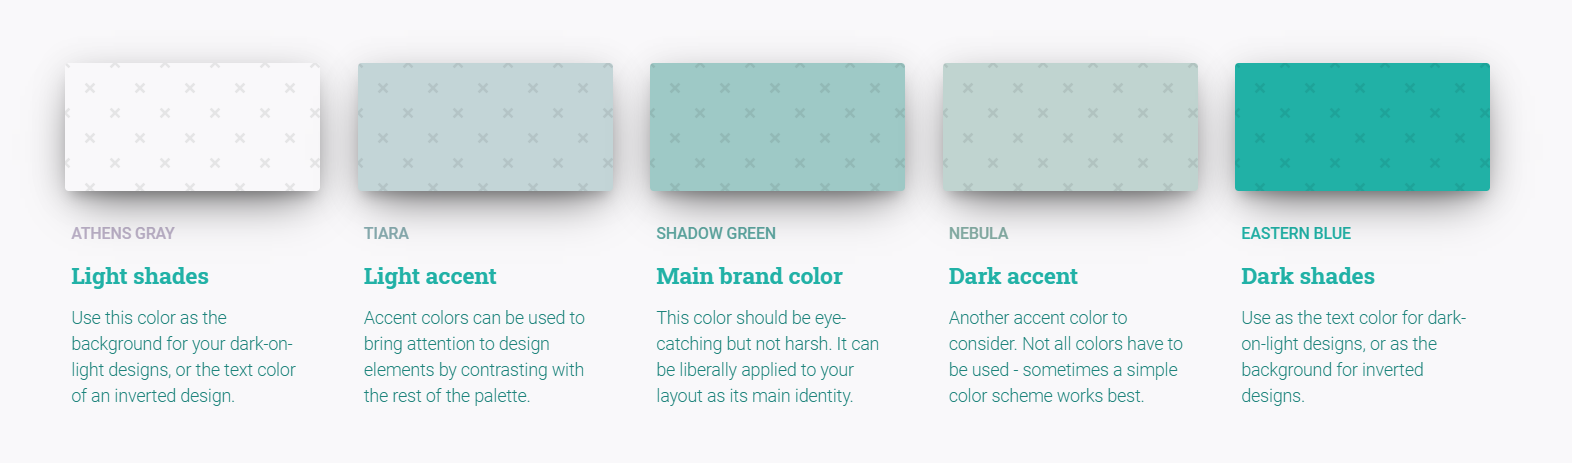 ATHENS GRAY
Light shades
Use this color as the
background for your dark-on-
light designs, or the text color
of an inverted design.
TIARA
Light accent
Accent colors can be used to
bring attention to design
elements by contrasting with
the rest of the palette.
SHADOW GREEN
Main brand color
This color should be eye-
catching but not harsh. It can
be liberally applied to your
layout as its main identity.
NEBULA
Dark accent
Another accent color to
consider. Not all colors have to
be used - sometimes a simple
color scheme works best.
EASTERN BLUE
Dark shades
Use as the text color for dark-
on-light designs, or as the
background for inverted
designs.